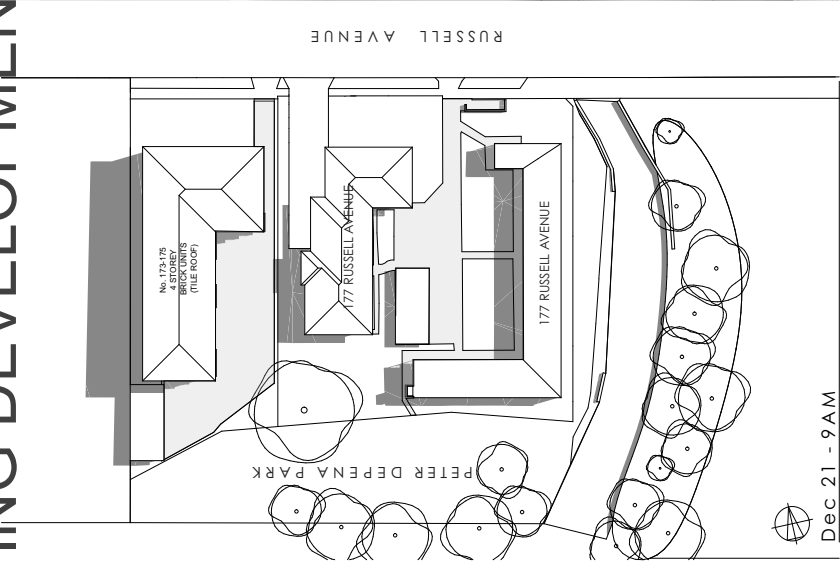 RUSSELL AVENUE
No. 173-175
4 STOREY
BRICK UNITS
(TILE ROOF)
177 RUSSELL AVENUE
177 RUSSELL AVENUE
PETER DEPENA PARK
Dec 21 - 9AM